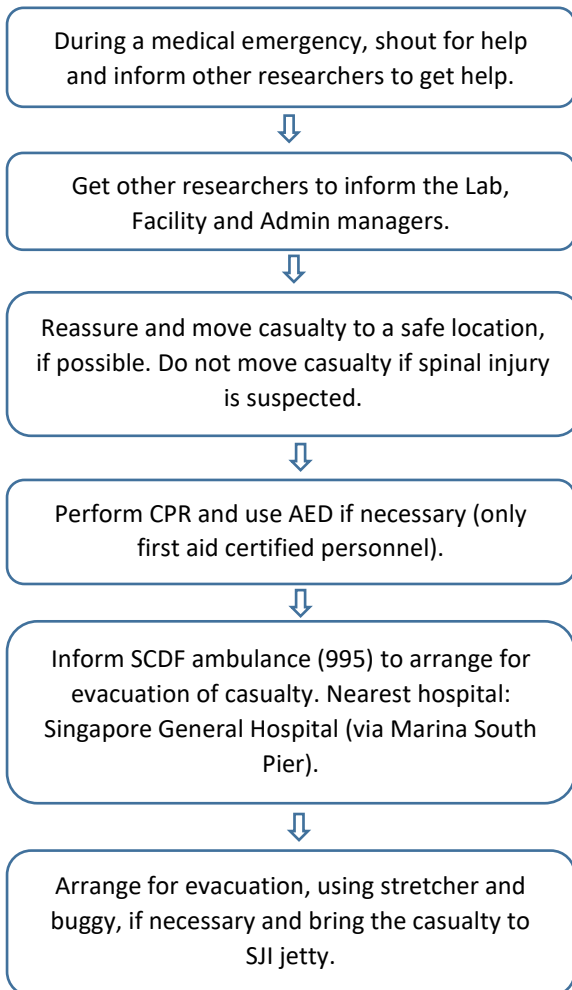 During a medical emergency, shout for help
and inform other researchers to get help.
Get other researchers to inform the Lab,
Facility and Admin managers.
Reassure and move casualty to a safe location,
if possible. Do not move casualty if spinal injury
is suspected.
Perform CPR and use AED if necessary (only
first aid certified personnel).
Inform SCDF ambulance (995) to arrange for
evacuation of casualty. Nearest hospital:
Singapore General Hospital (via Marina South
Pier).
Arrange for evacuation, using stretcher and
buggy, if necessary and bring the casualty to
SJI jetty.